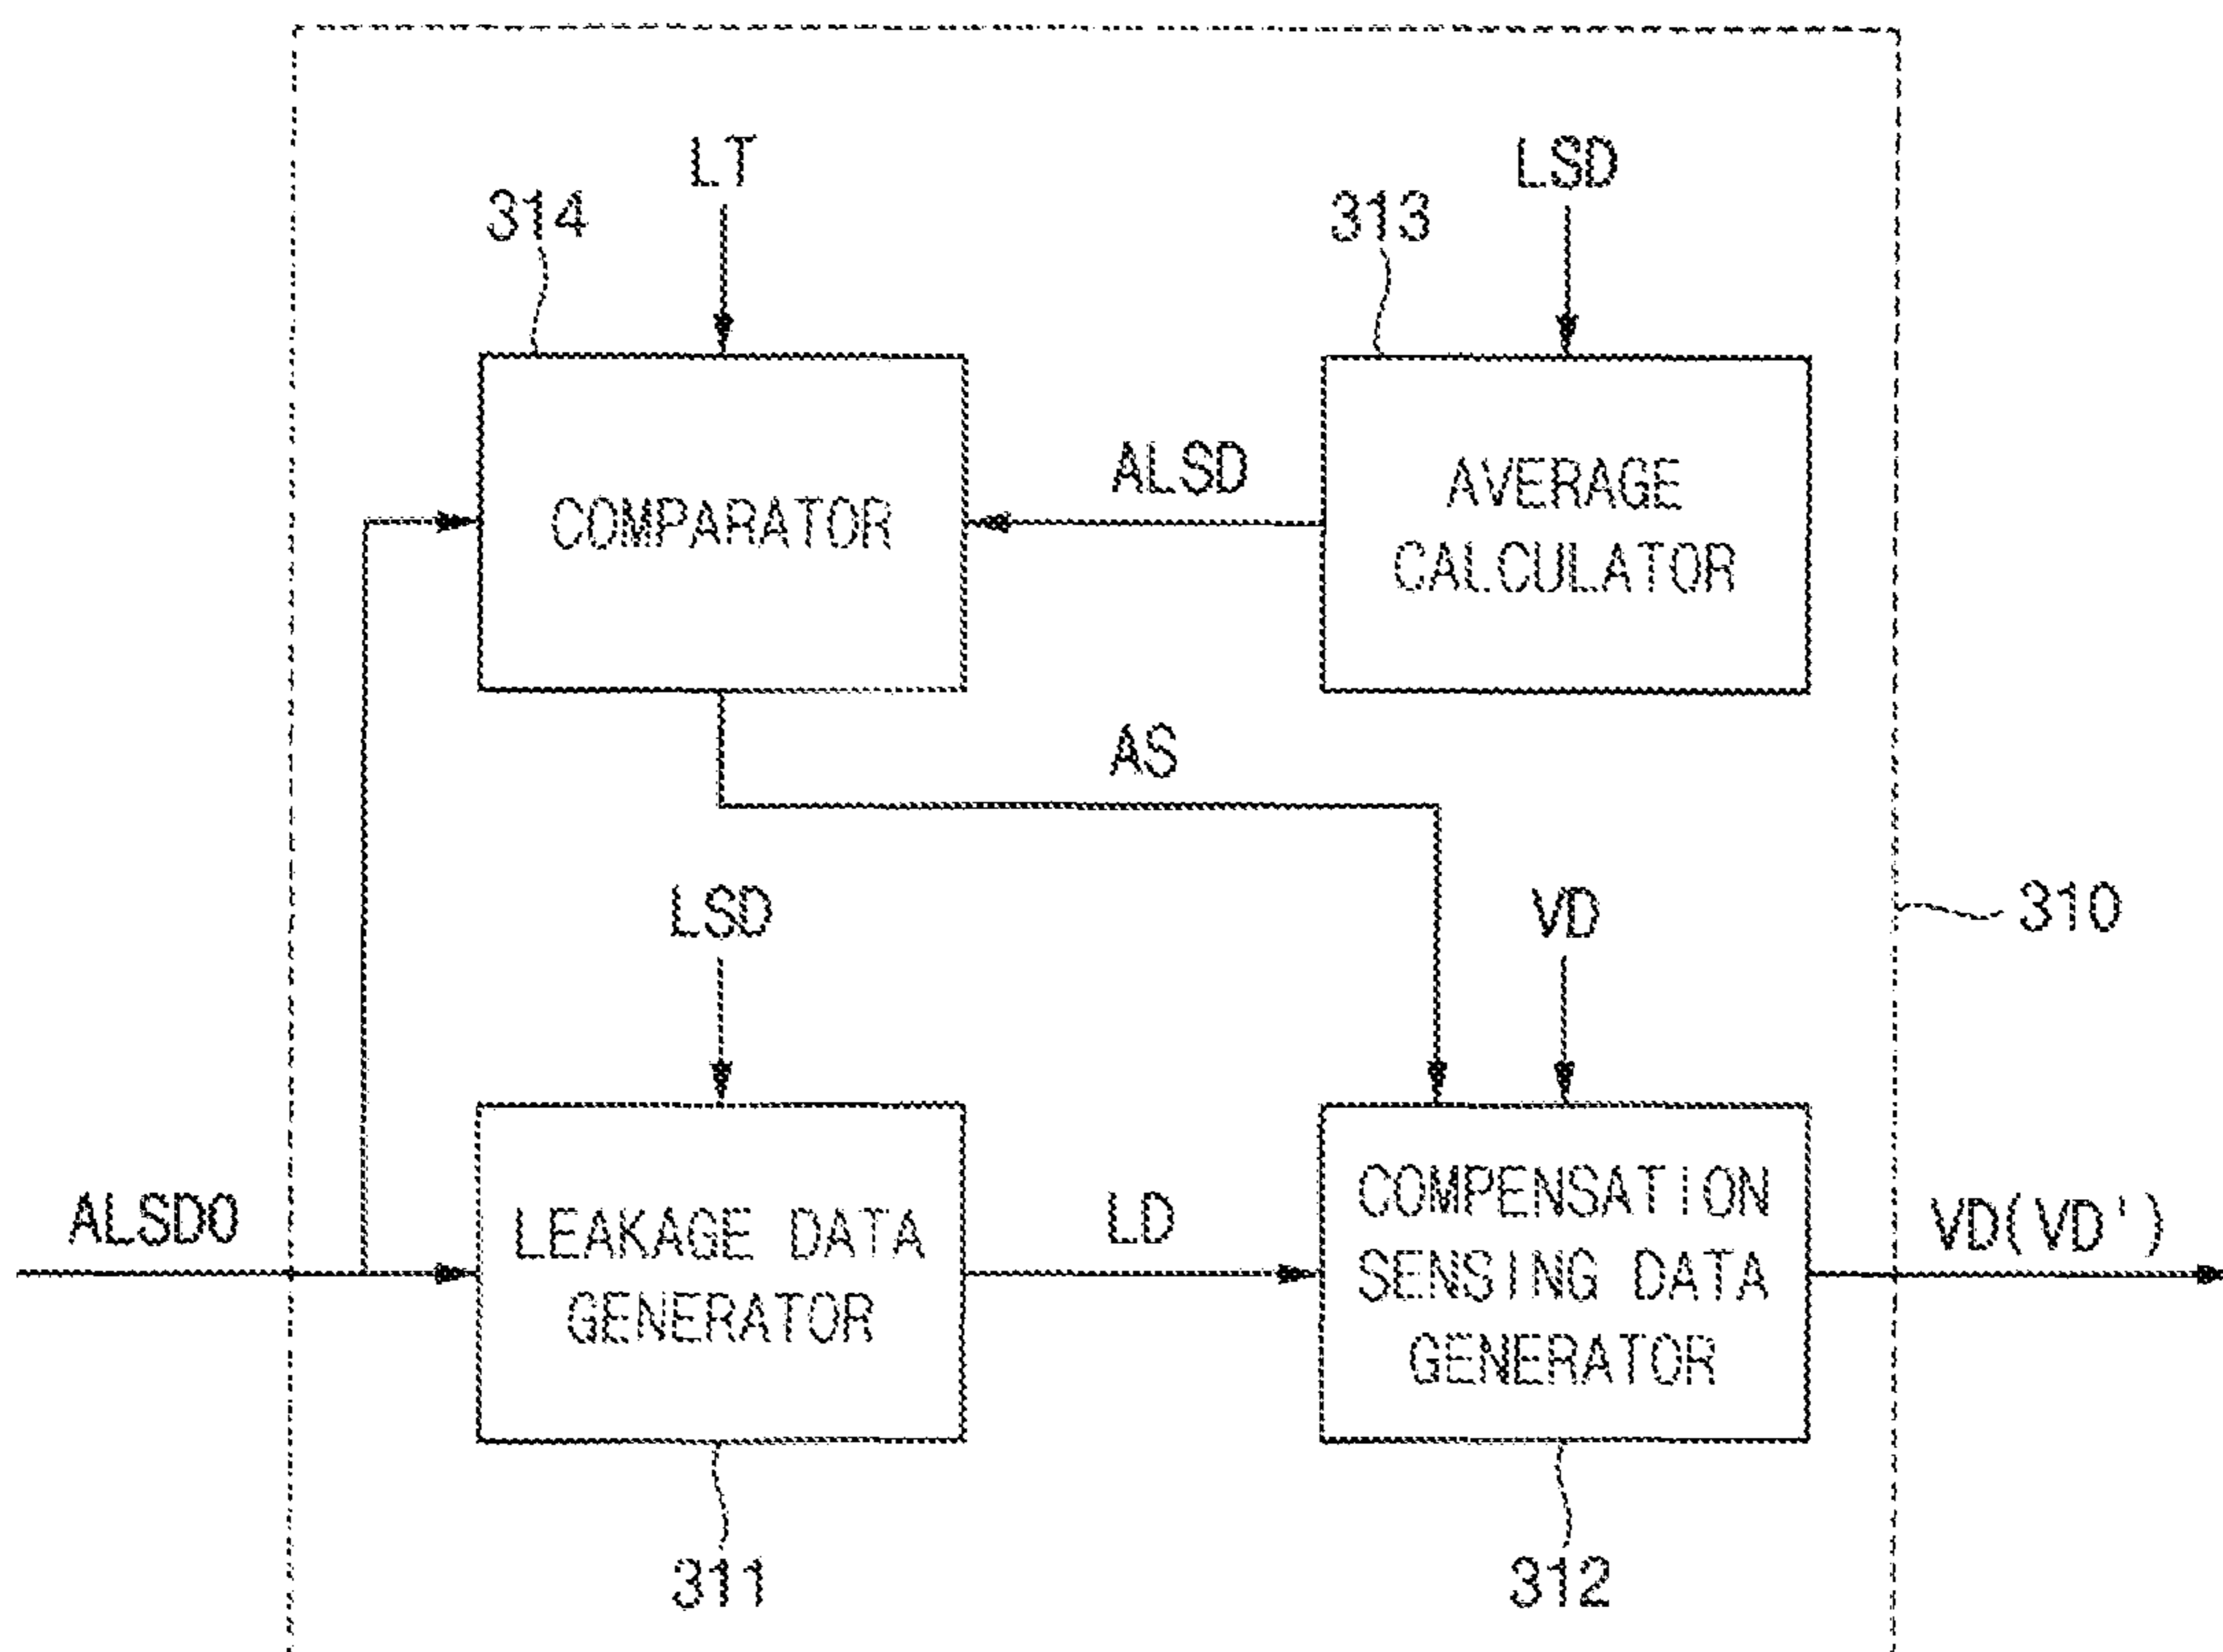 LT
LSD
314
313
COMPARATOR
ALSD
AVERAGE
CALCULATOR
AS
LSD
VD
310
ALSD0
LEAKAGE DATA
GENERATOR
LD
COMPENSATION
SENSING DATA
GENERATOR
VD(VD')
311
312